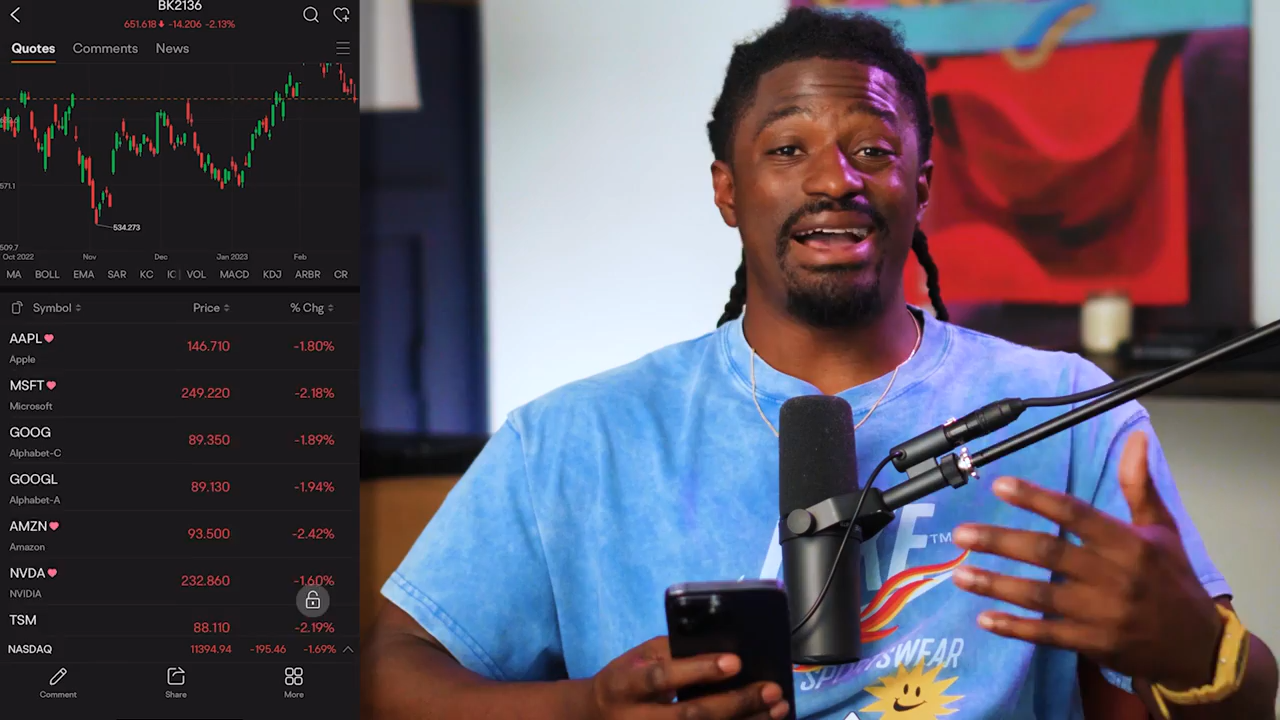 BK2136
651.618 -14.206 -2.13%
Quotes Comments News
571.1
534.273
509.7
Oct 2022 Nov Dec Jan 2023 Feb
MA BOLL EMA SAR KC IC VOL MACD KDJ ARBR CR
Symbol Price % Chg
AAPL 146.710 -1.80%
Apple
MSFT 249.220 -2.18%
Microsoft
GOOG 89.350 -1.89%
Alphabet-C
GOOGL 89.130 -1.94%
Alphabet-A
AMZN 93.500 -2.42%
Amazon
NVDA 232.860 -1.60%
NVIDIA
TSM 88.110 -2.19%
NASDAQ 11394.94 -195.46 -1.69%
Comment Share More
TM
SPORTSWEAR